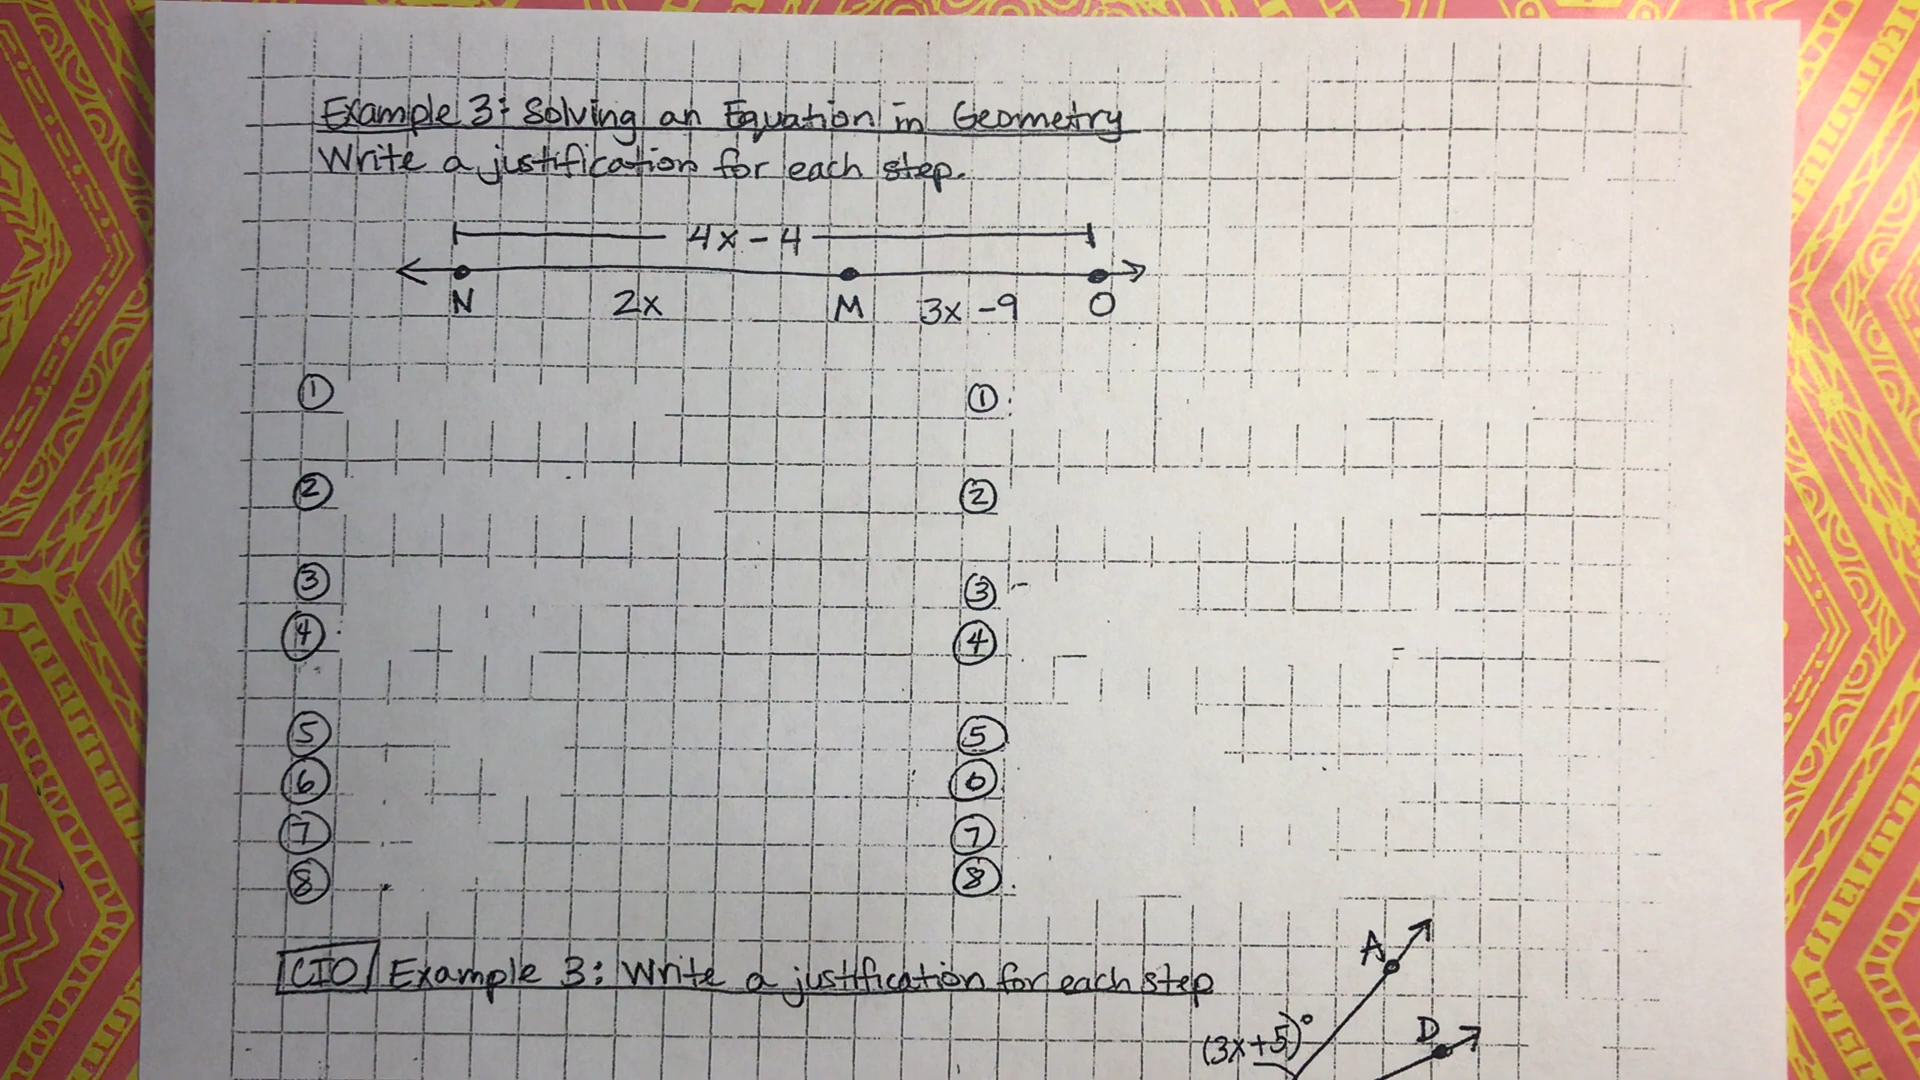 Example 3: Solving an Equation in Geometry
Write a justification for each step.
4x - 4
N 2x M 3x - 9 O
① ①
② ②
③ ③
④ ④
⑤ ⑤
⑥ ⑥
⑦ ⑦
⑧ ⑧
CIO Example 3: Write a justification for each step
A
D
(3x+5)°